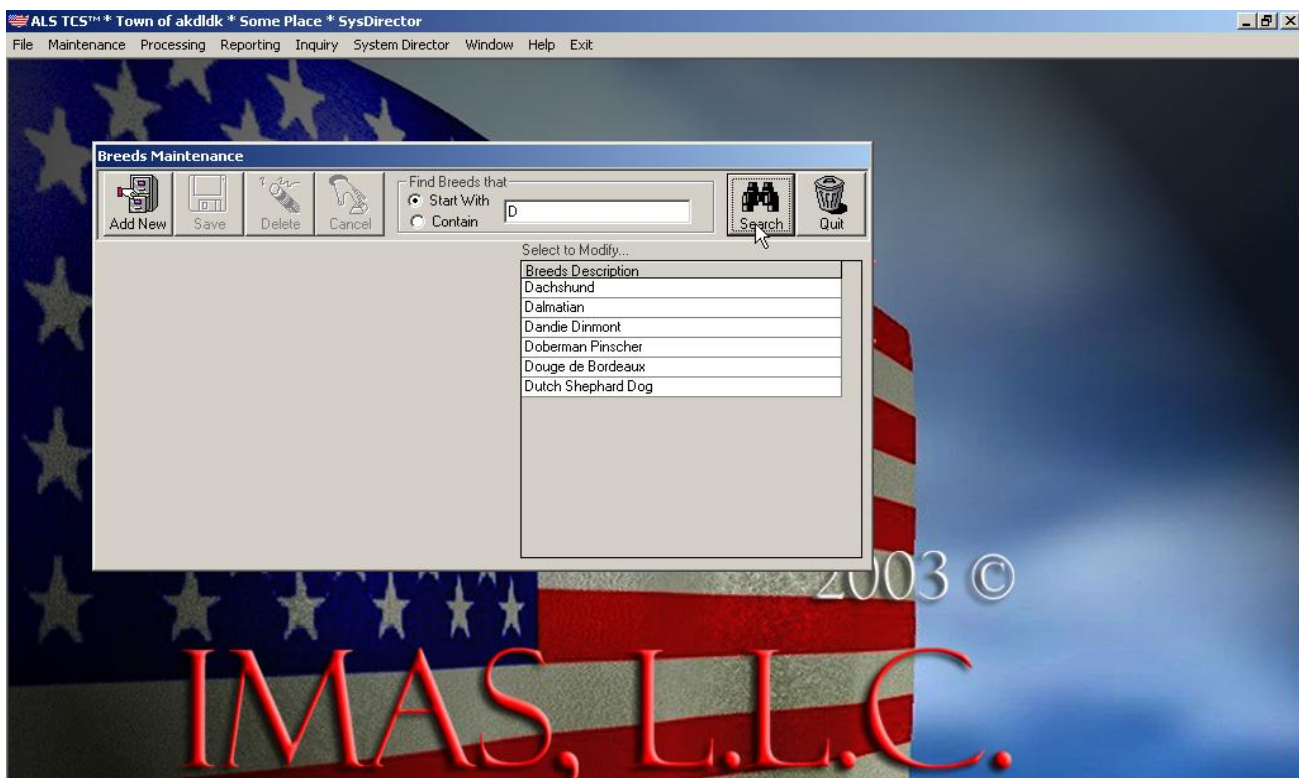 ALS TCS™ * Town of akdldk * Some Place * SysDirector
File Maintenance Processing Reporting Inquiry System Director Window Help Exit
Breeds Maintenance
Add New Save Delete Cancel
Find Breeds that
Start With
Contain
D
Search Quit
Select to Modify...
Breeds Description
Dachshund
Dalmatian
Dandie Dinmont
Doberman Pinscher
Douge de Bordeaux
Dutch Shephard Dog
2003 ©
IMAS, L.L.C.